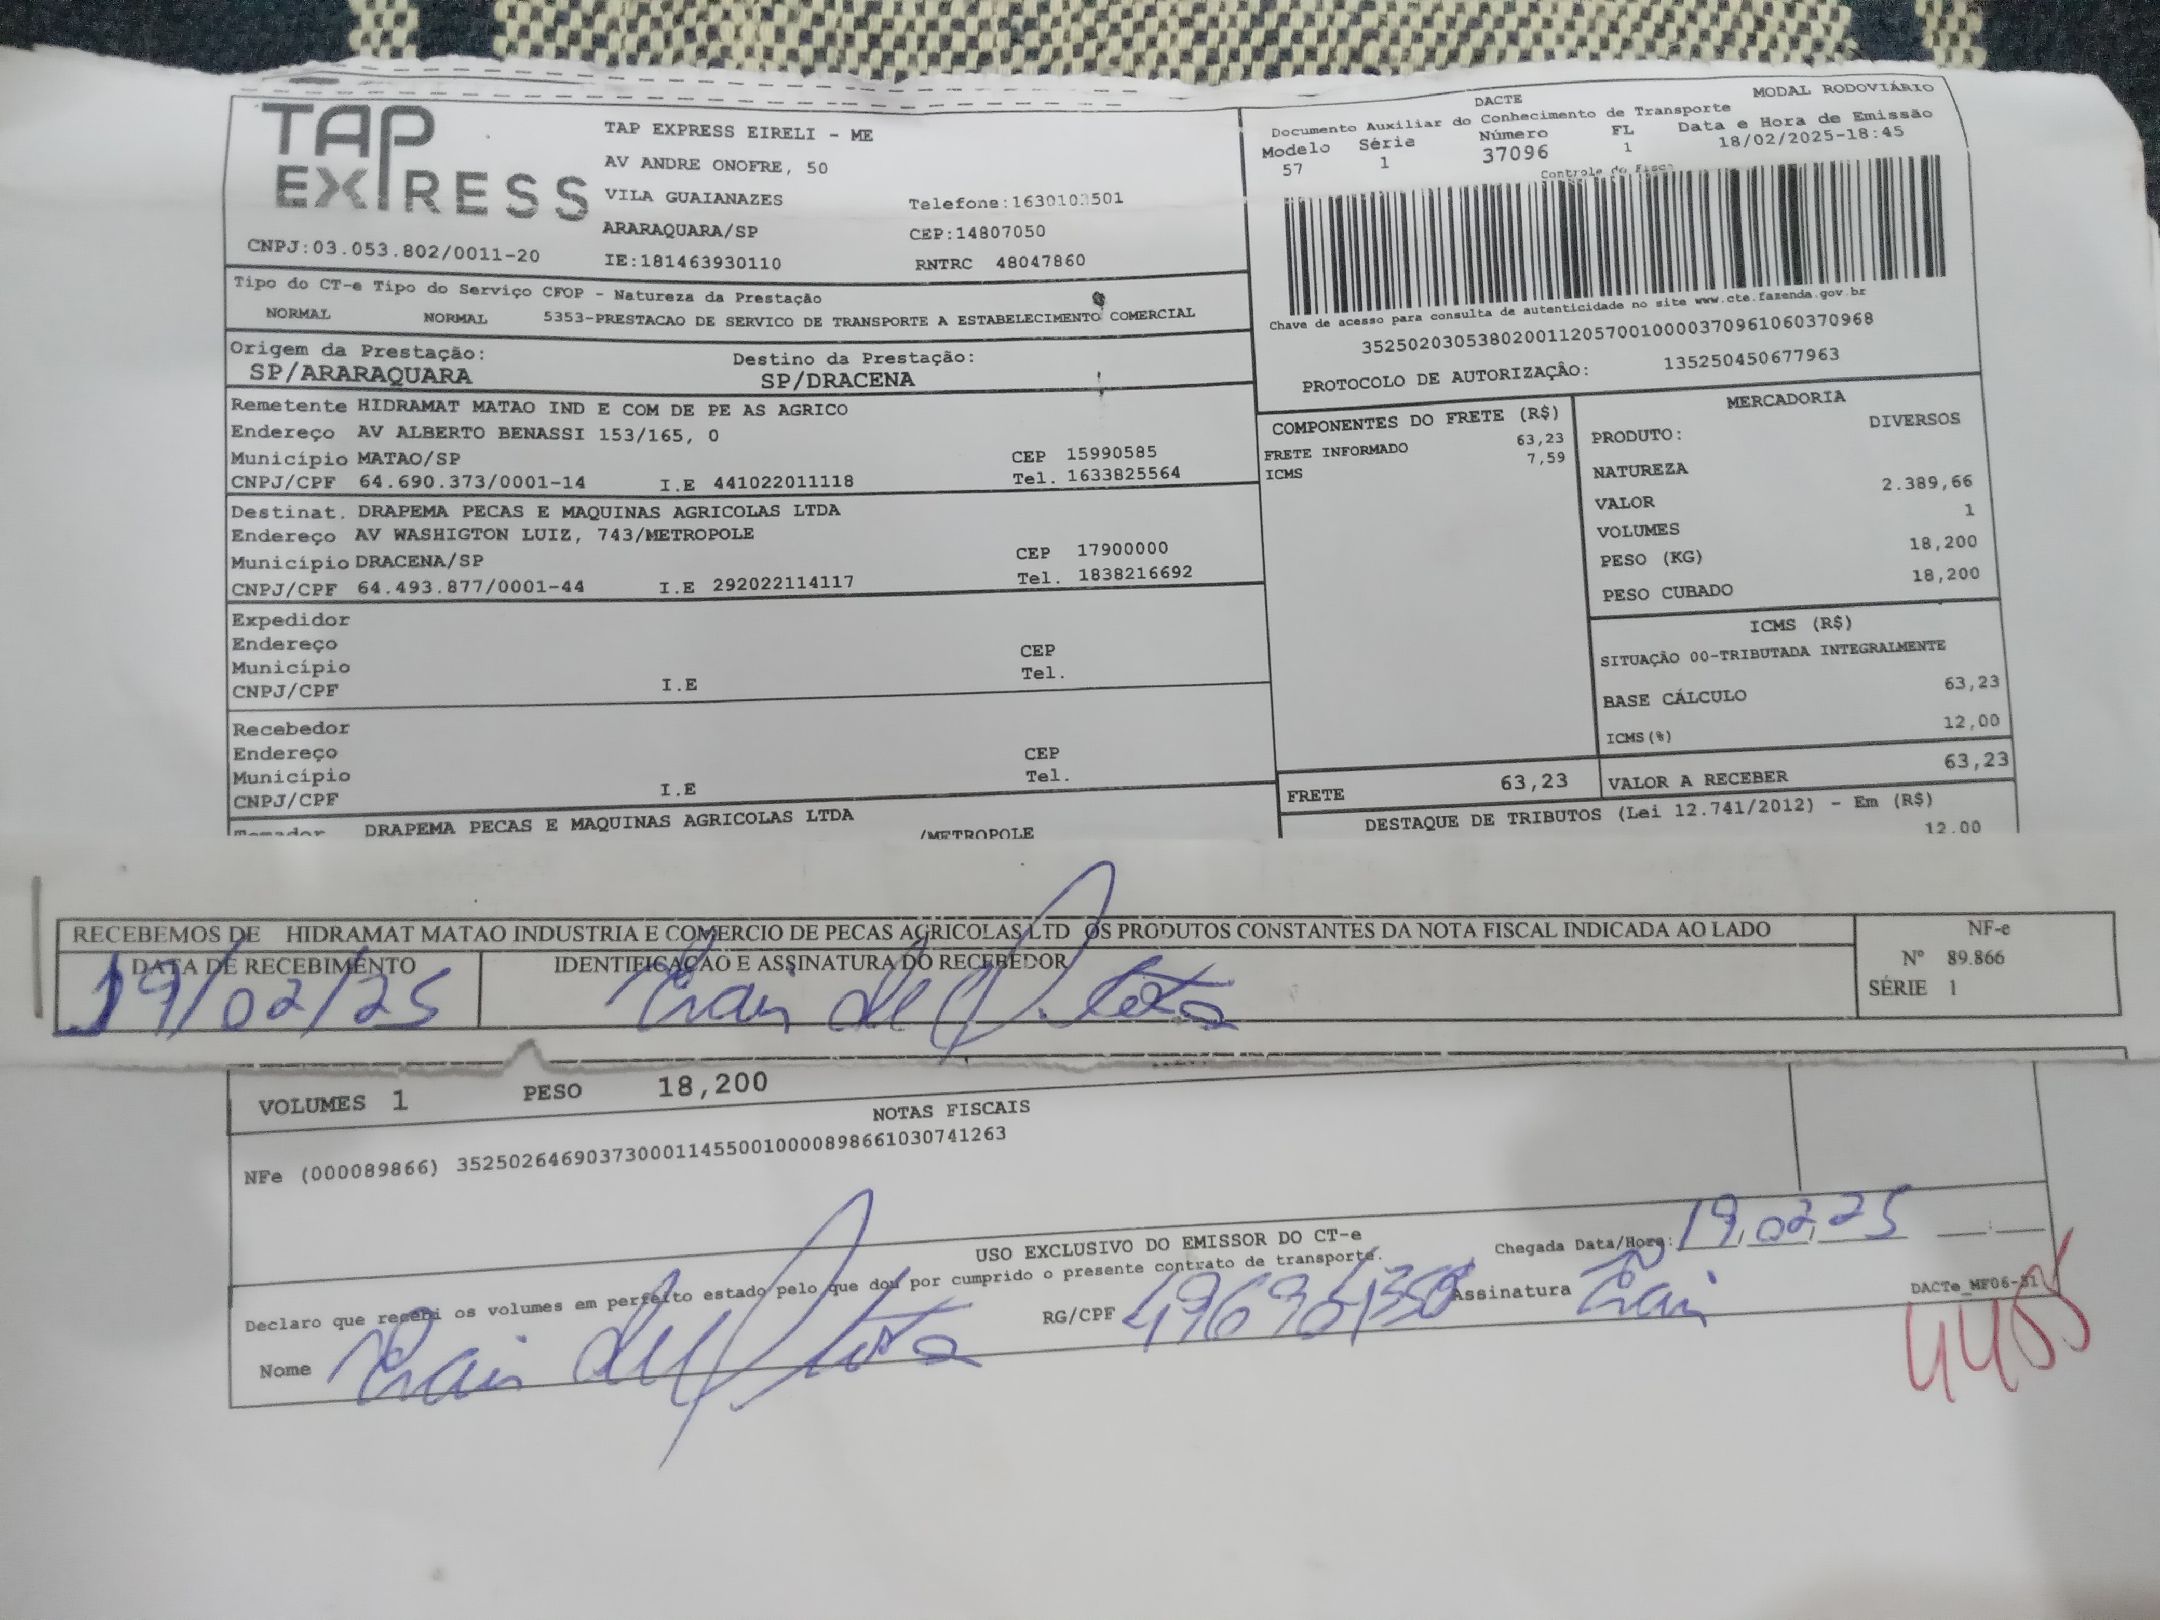 TAP EXPRESS
TAP EXPRESS EIRELI - ME
AV ANDRE ONOFRE, 50
VILA GUAIANAZES Telefone:1630103501
ARARAQUARA/SP CEP:14807050
CNPJ:03.053.802/0011-20 IE:181463930110 RNTRC 48047860
DACTE MODAL RODOVIÁRIO
Documento Auxiliar do Conhecimento de Transporte
Modelo Série Número FL Data e Hora de Emissão
57 1 37096 1 18/02/2025-18:45
Controle do Fisco
Chave de acesso para consulta de autenticidade no site www.cte.fazenda.gov.br
35250203053802001120570010000370961060370968
PROTOCOLO DE AUTORIZAÇÃO: 135250450677963
Tipo do CT-e Tipo do Serviço CFOP - Natureza da Prestação
NORMAL NORMAL 5353-PRESTACAO DE SERVICO DE TRANSPORTE A ESTABELECIMENTO COMERCIAL
Origem da Prestação: Destino da Prestação:
SP/ARARAQUARA SP/DRACENA
Remetente HIDRAMAT MATAO IND E COM DE PE AS AGRICO
Endereço AV ALBERTO BENASSI 153/165, 0
Município MATAO/SP CEP 15990585
CNPJ/CPF 64.690.373/0001-14 I.E 441022011118 Tel. 1633825564
Destinat. DRAPEMA PECAS E MAQUINAS AGRICOLAS LTDA
Endereço AV WASHIGTON LUIZ, 743/METROPOLE
Município DRACENA/SP CEP 17900000
CNPJ/CPF 64.493.877/0001-44 I.E 292022114117 Tel. 1838216692
Expedidor
Endereço
Município CEP
CNPJ/CPF I.E Tel.
Recebedor
Endereço
Município CEP
CNPJ/CPF I.E Tel.
Tomador DRAPEMA PECAS E MAQUINAS AGRICOLAS LTDA
/METROPOLE
COMPONENTES DO FRETE (R$)
FRETE INFORMADO 63,23
ICMS 7,59
FRETE 63,23
MERCADORIA
PRODUTO: DIVERSOS
NATUREZA
VALOR 2.389,66
VOLUMES 1
PESO (KG) 18,200
PESO CUBADO 18,200
ICMS (R$)
SITUAÇÃO 00-TRIBUTADA INTEGRALMENTE
BASE CÁLCULO 63,23
ICMS(%) 12,00
VALOR A RECEBER 63,23
DESTAQUE DE TRIBUTOS (Lei 12.741/2012) - Em (R$)
12.00
RECEBEMOS DE HIDRAMAT MATAO INDUSTRIA E COMERCIO DE PECAS AGRICOLAS LTD OS PRODUTOS CONSTANTES DA NOTA FISCAL INDICADA AO LADO
DATA DE RECEBIMENTO IDENTIFICAÇÃO E ASSINATURA DO RECEBEDOR
19/02/25
NF-e
Nº 89.866
SÉRIE 1
VOLUMES 1 PESO 18,200
NOTAS FISCAIS
NFe (000089866) 35250264690373000114550010000898661030741263
USO EXCLUSIVO DO EMISSOR DO CT-e
Chegada Data/Hora: 19,02,25
Declaro que recebi os volumes em perfeito estado pelo que dou por cumprido o presente contrato de transporte.
Nome RG/CPF Assinatura
DACTe_MF06-31